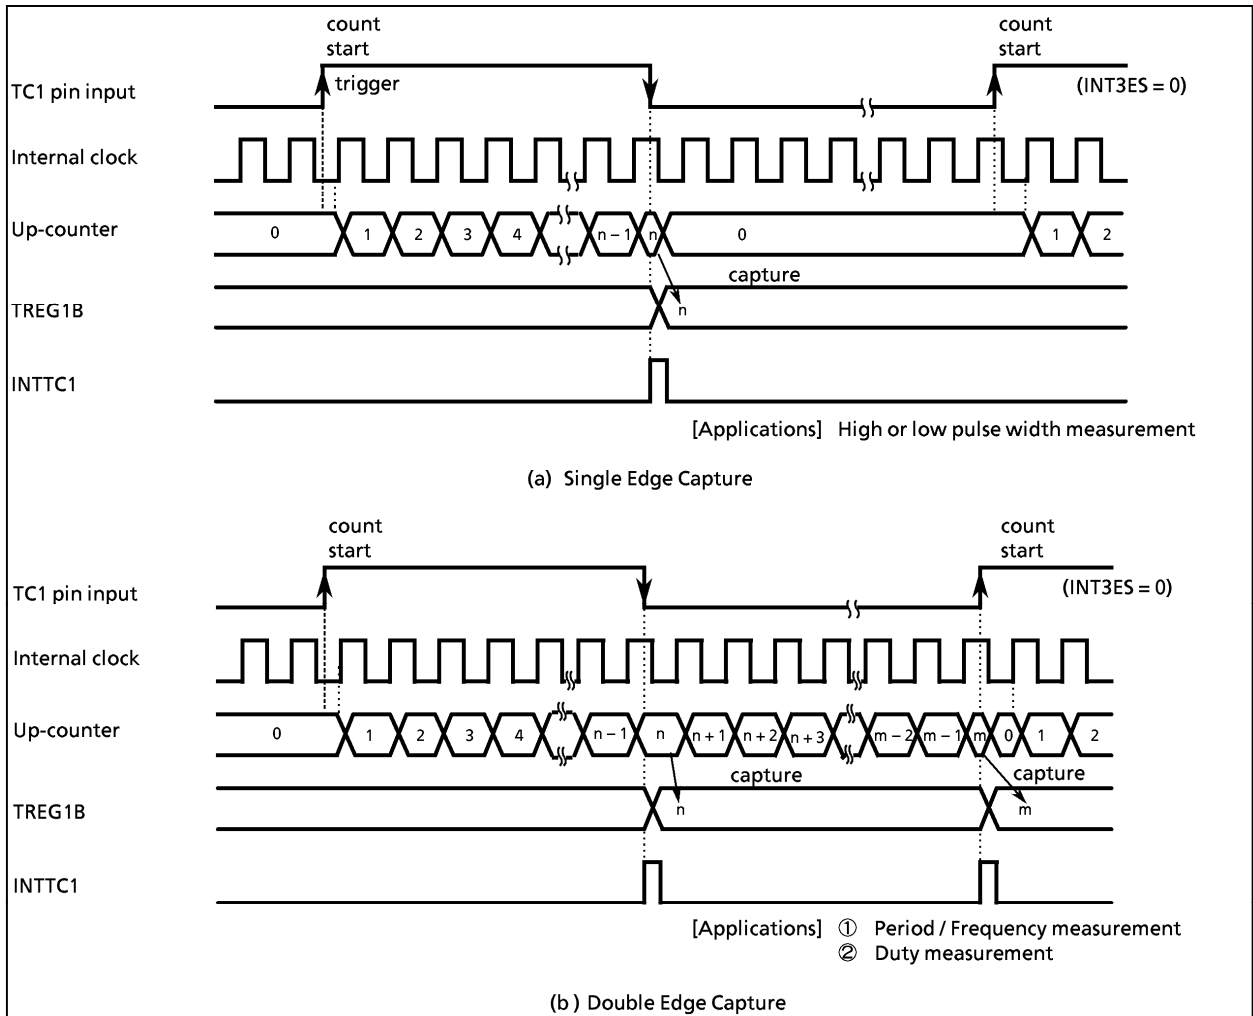 count
start
count
start
TC1 pin input
trigger
(INT3ES = 0)
Internal clock
Up-counter
0 1 2 3 4 n – 1 n 0 1 2
capture
TREG1B
n
INTTC1
[Applications] High or low pulse width measurement
(a) Single Edge Capture
count
start
count
start
TC1 pin input
(INT3ES = 0)
Internal clock
Up-counter
0 1 2 3 4 n – 1 n n + 1 n + 2 n + 3 m – 2 m – 1 m 0 1 2
capture
capture
TREG1B
n
m
INTTC1
[Applications] ① Period / Frequency measurement
② Duty measurement
(b) Double Edge Capture